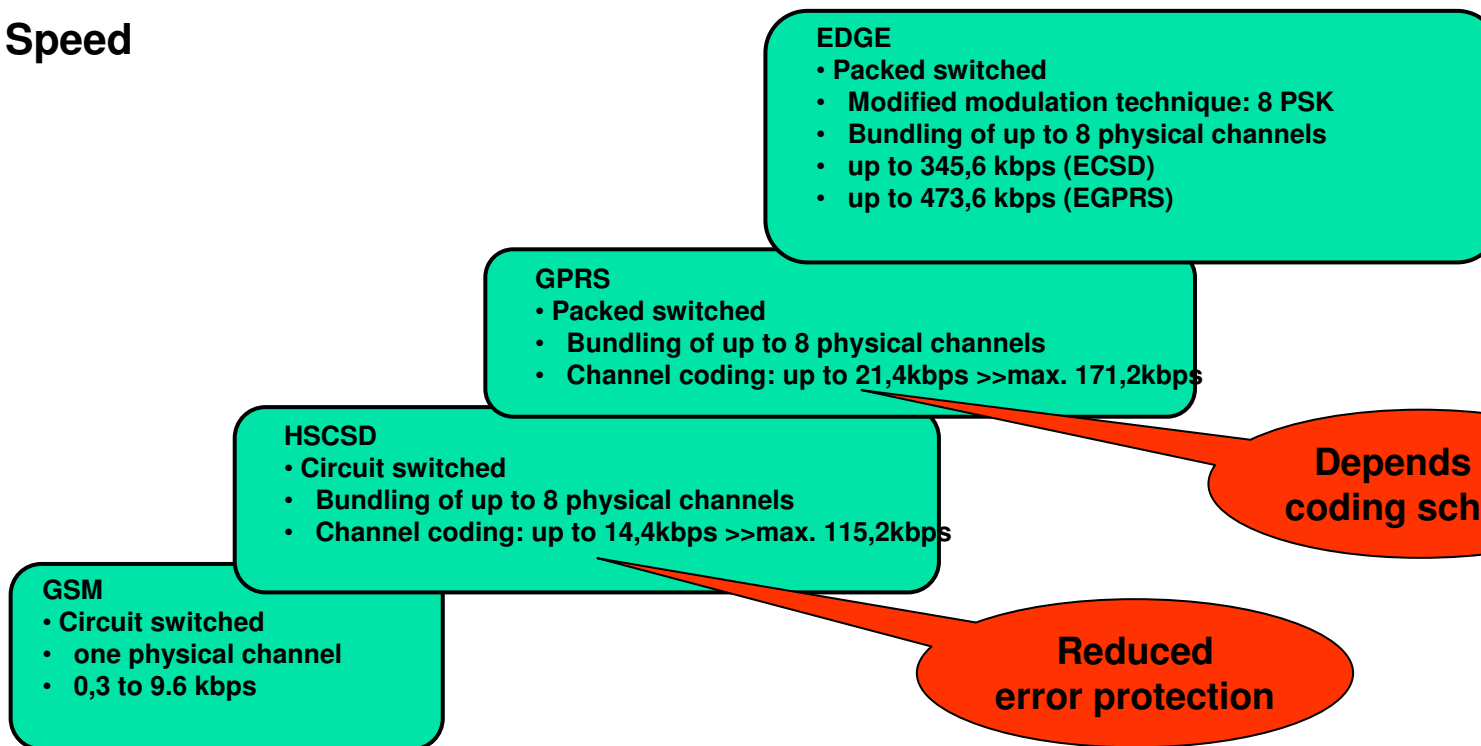 Speed
EDGE
• Packed switched
• Modified modulation technique: 8 PSK
• Bundling of up to 8 physical channels
• up to 345,6 kbps (ECSD)
• up to 473,6 kbps (EGPRS)
GPRS
• Packed switched
• Bundling of up to 8 physical channels
• Channel coding: up to 21,4kbps >>max. 171,2kbps
Depends
coding sch
HSCSD
• Circuit switched
• Bundling of up to 8 physical channels
• Channel coding: up to 14,4kbps >>max. 115,2kbps
Reduced
error protection
GSM
• Circuit switched
• one physical channel
• 0,3 to 9.6 kbps